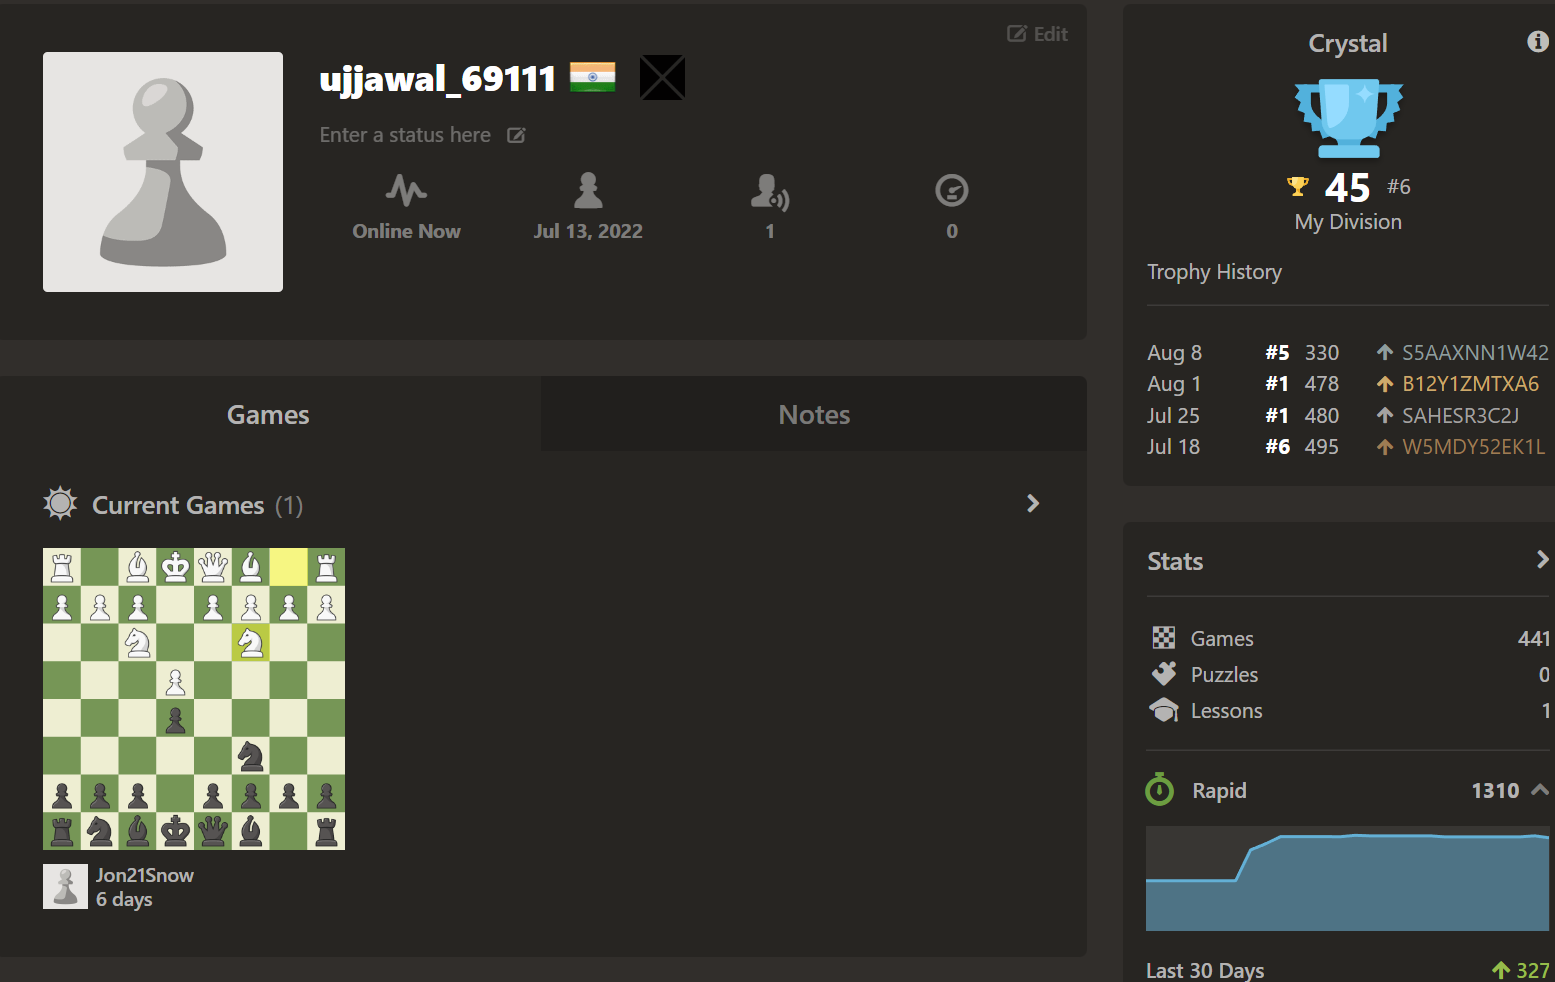 Edit
ujjawal_69111
Enter a status here
Online Now
Jul 13, 2022
1
0
Games
Notes
Current Games (1)
Jon21Snow
6 days
Crystal
45 #6
My Division
Trophy History
Aug 8 #5 330 S5AAXNN1W42
Aug 1 #1 478 B12Y1ZMTXA6
Jul 25 #1 480 SAHESR3C2J
Jul 18 #6 495 W5MDY52EK1L
Stats
Games 441
Puzzles 0
Lessons 1
Rapid 1310
Last 30 Days 327